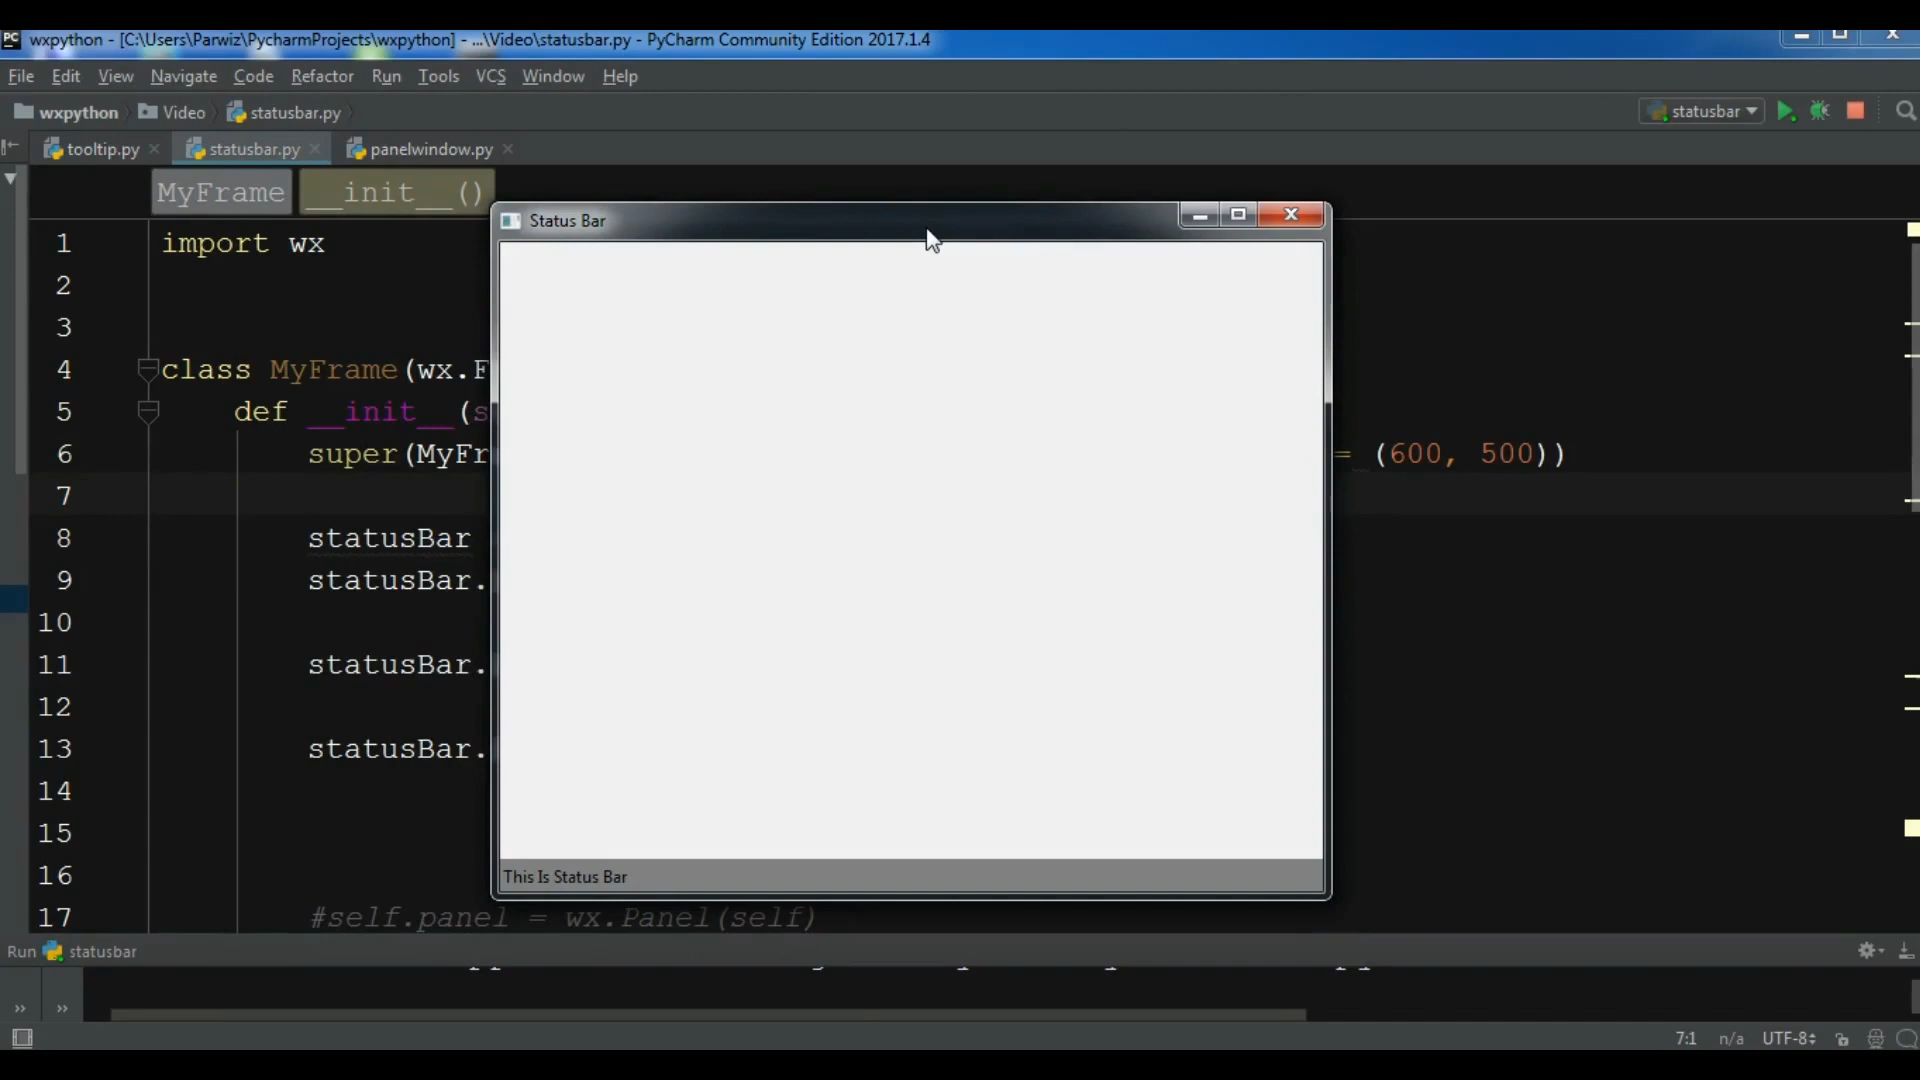 PC wxpython - [C:\Users\Parwiz\PycharmProjects\wxpython] - ...\Video\statusbar.py - PyCharm Community Edition 2017.1.4
File Edit View Navigate Code Refactor Run Tools VCS Window Help
wxpython Video statusbar.py statusbar
tooltip.py statusbar.py panelwindow.py
MyFrame __init__()
Status Bar
1 import wx
2
3
4 class MyFrame(wx.F
5 def __init__(s
6 super(MyFr = (600, 500))
7
8 statusBar
9 statusBar.
10
11 statusBar.
12
13 statusBar.
14
15
16
This Is Status Bar
17 #self.panel = wx.Panel(self)
Run statusbar
7:1 n/a UTF-8